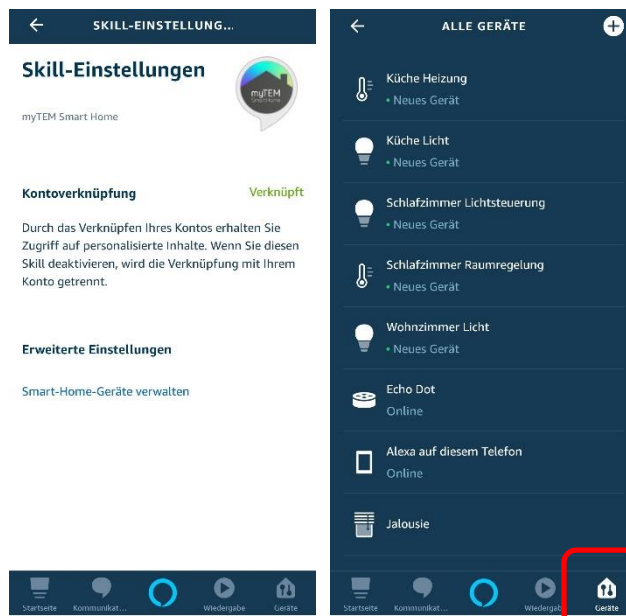 SKILL-EINSTELLUNG...
Skill-Einstellungen
myTEM
Smart Home
myTEM Smart Home
Kontoverknüpfung
Verknüpft
Durch das Verknüpfen Ihres Kontos erhalten Sie
Zugriff auf personalisierte Inhalte. Wenn Sie diesen
Skill deaktivieren, wird die Verknüpfung mit Ihrem
Konto getrennt.
Erweiterte Einstellungen
Smart-Home-Geräte verwalten
Startseite
Kommunikat...
Wiedergabe
Geräte
ALLE GERÄTE
Küche Heizung
• Neues Gerät
Küche Licht
• Neues Gerät
Schlafzimmer Lichtsteuerung
• Neues Gerät
Schlafzimmer Raumregelung
• Neues Gerät
Wohnzimmer Licht
• Neues Gerät
Echo Dot
Online
Alexa auf diesem Telefon
Online
Jalousie
Startseite
Kommunikat...
Wiedergabe
Geräte